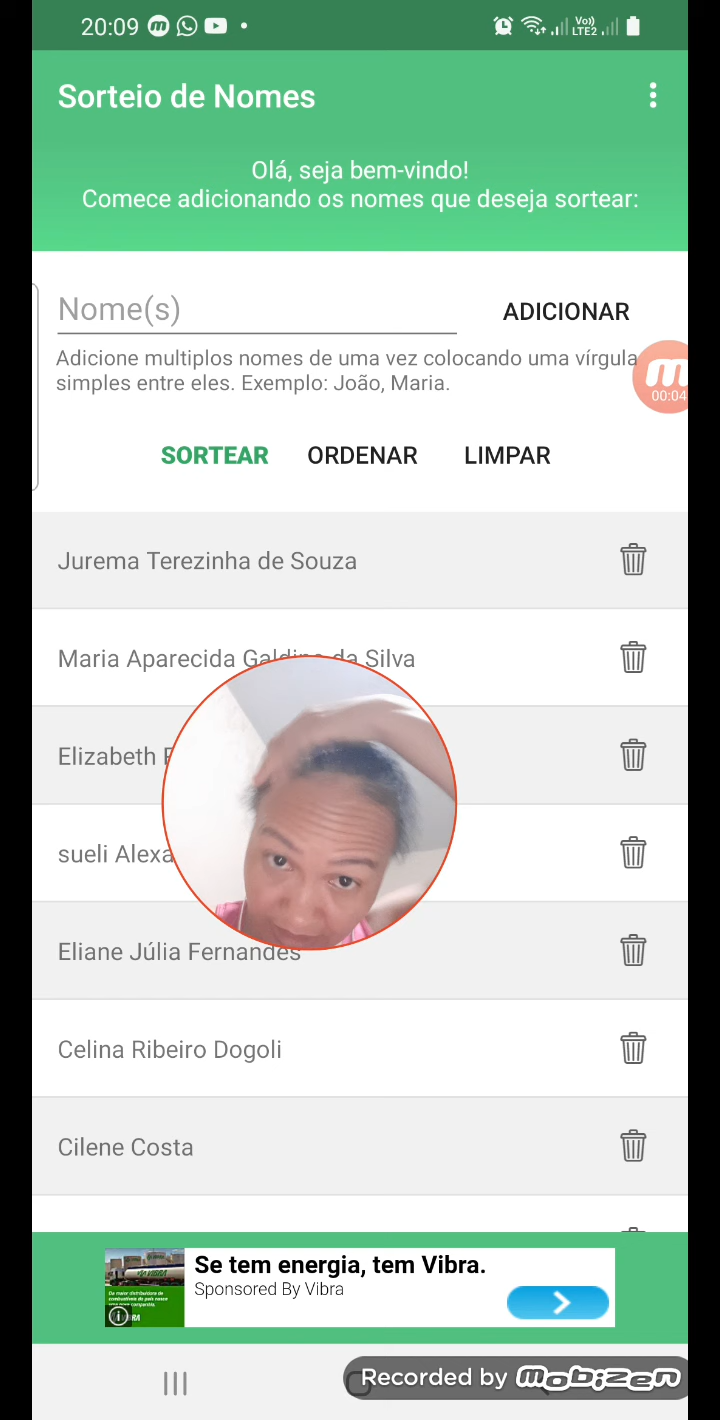 20:09
Vo))
LTE2
Sorteio de Nomes
Olá, seja bem-vindo!
Comece adicionando os nomes que deseja sortear:
Nome(s)
ADICIONAR
Adicione multiplos nomes de uma vez colocando uma vírgula
simples entre eles. Exemplo: João, Maria.
m
00:04
SORTEAR ORDENAR LIMPAR
Jurema Terezinha de Souza
Maria Aparecida Galdino da Silva
Elizabeth
sueli
Eliane Júlia Fernandes
Celina Ribeiro Dogoli
Cilene Costa
Se tem energia, tem Vibra.
Sponsored By Vibra
VIBRA
Recorded by mobizen